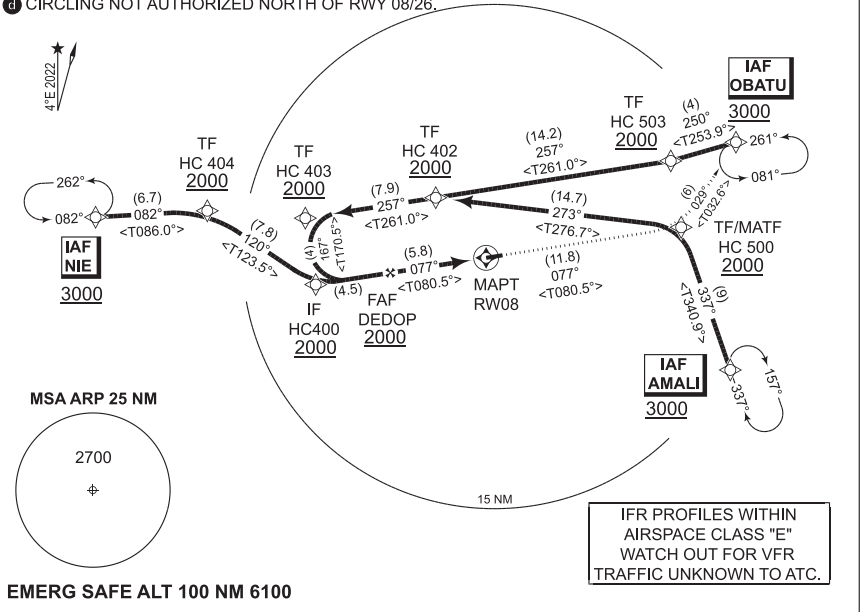 d CIRCLING NOT AUTHORIZED NORTH OF RWY 08/26.
4°E 2022
IAF
OBATU
3000
(4)
250°
<T253.9°>
261°
081°
TF
HC 503
2000
(14.2)
257°
<T261.0°>
TF
HC 402
2000
TF
HC 403
2000
TF
HC 404
2000
262°
082°
(6.7)
082°
<T086.0°>
IAF
NIE
3000
(7.8)
120°
<T123.5°>
(7.9)
257°
<T261.0°>
(4)
167°
<T170.5°>
(14.7)
273°
<T276.7°>
(6)
029°
<T032.6°>
TF/MATF
HC 500
2000
(4.5)
IF
HC400
2000
FAF
DEDOP
2000
(5.8)
077°
<T080.5°>
MAPT
RW08
(11.8)
077°
<T080.5°>
(9)
337°
<T340.9°>
IAF
AMALI
3000
337°
157°
MSA ARP 25 NM
2700
15 NM
IFR PROFILES WITHIN
AIRSPACE CLASS "E"
WATCH OUT FOR VFR
TRAFFIC UNKNOWN TO ATC.
EMERG SAFE ALT 100 NM 6100